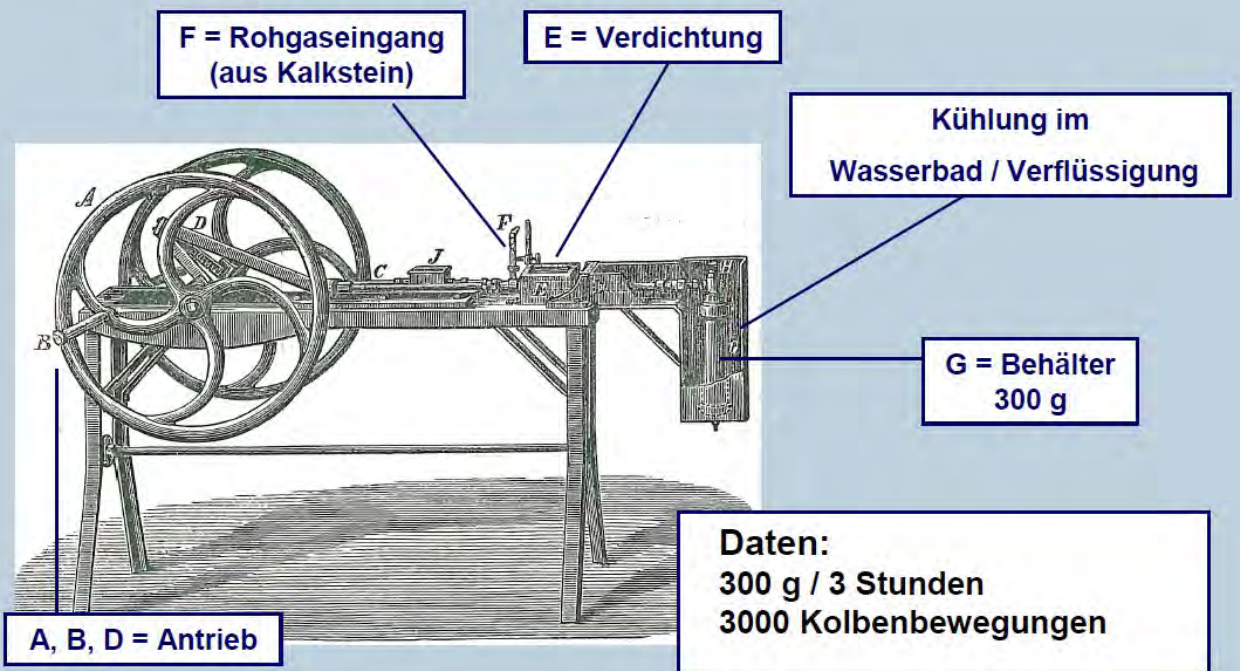 F = Rohgaseingang
(aus Kalkstein)
E = Verdichtung
Kühlung im
Wasserbad / Verflüssigung
A
D
F
J
C
H
B
G = Behälter
300 g
Daten:
300 g / 3 Stunden
3000 Kolbenbewegungen
A, B, D = Antrieb